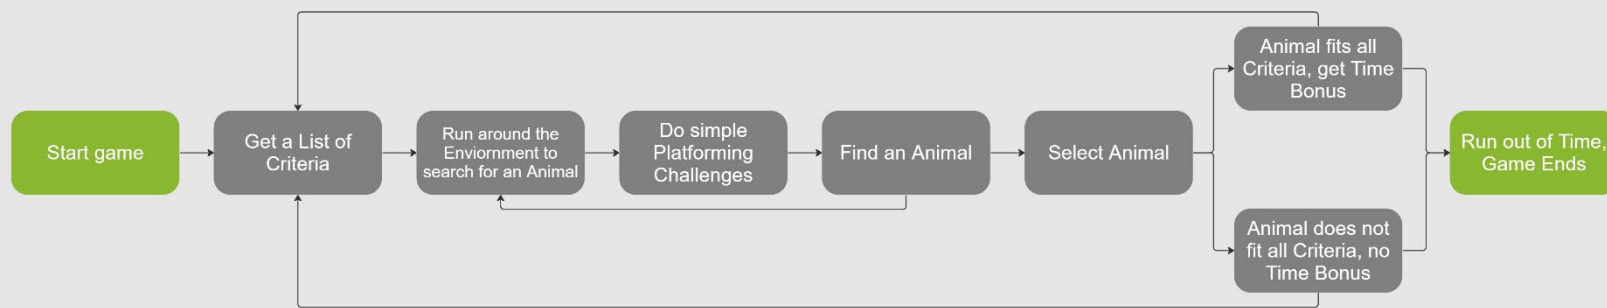 Start game
Get a List of
Criteria
Run around the
Enviornment to
search for an Animal
Do simple
Platforming
Challenges
Find an Animal
Select Animal
Animal fits all
Criteria, get Time
Bonus
Animal does not
fit all Criteria, no
Time Bonus
Run out of Time,
Game Ends